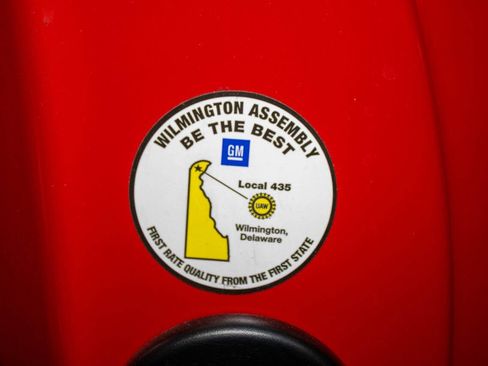 WILMINGTON ASSEMBLY
BE THE BEST
GM
Local 435
UAW
Wilmington,
Delaware
FIRST RATE QUALITY FROM THE FIRST STATE